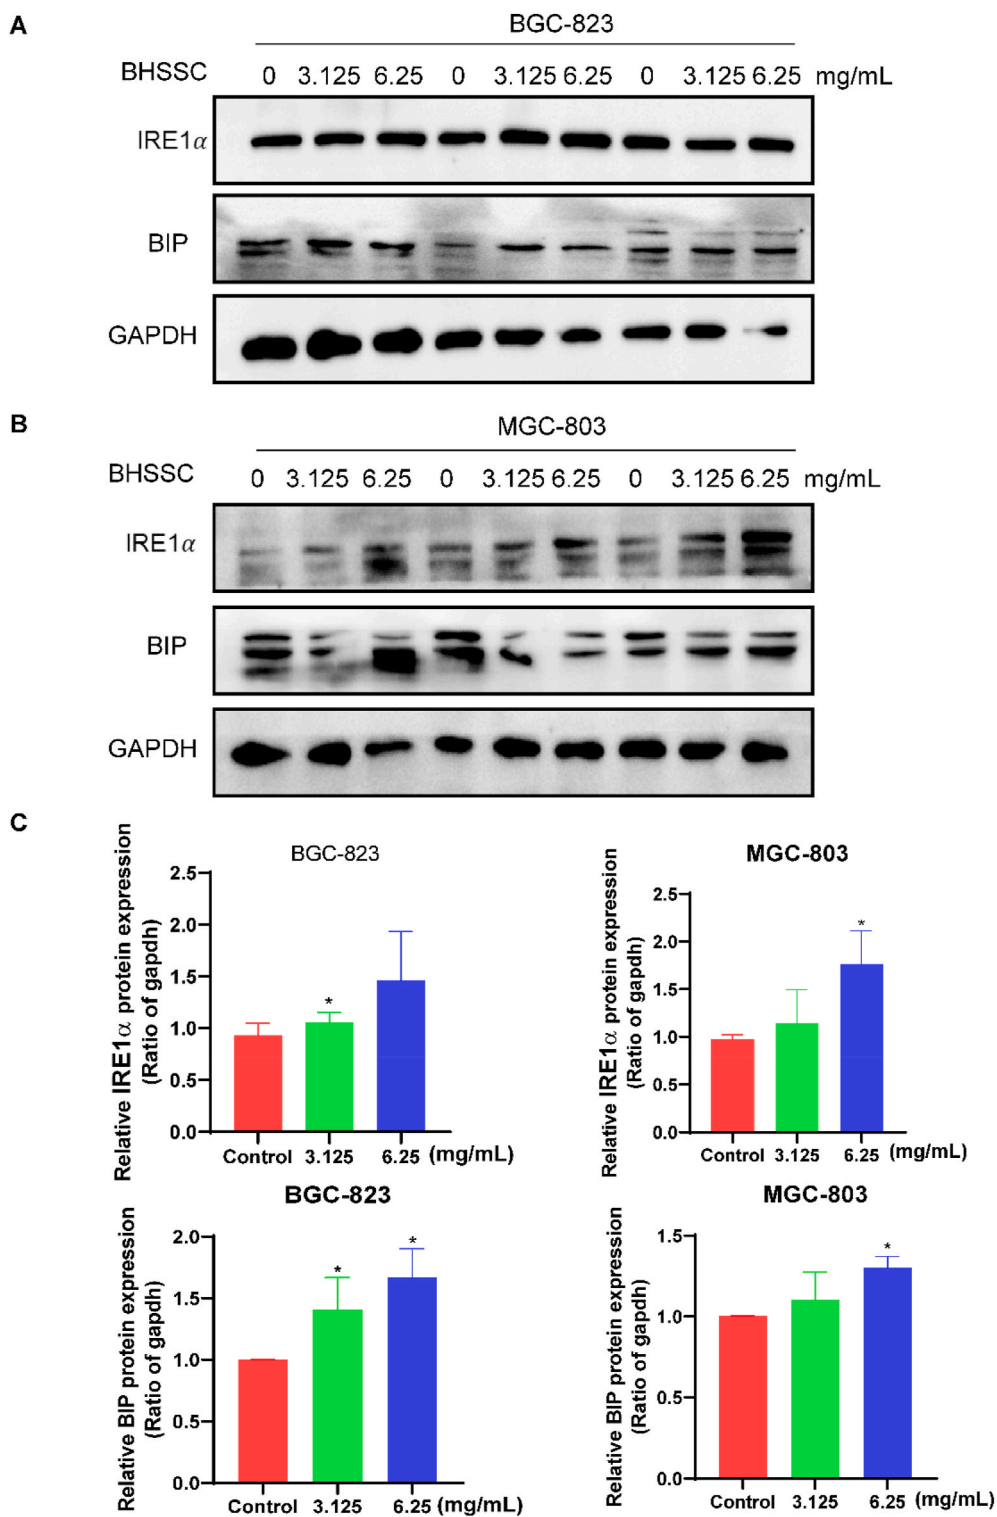 A
BGC-823
BHSSC 0 3.125 6.25 0 3.125 6.25 0 3.125 6.25 mg/mL
IRE1α
BIP
GAPDH
B
MGC-803
BHSSC 0 3.125 6.25 0 3.125 6.25 0 3.125 6.25 mg/mL
IRE1α
BIP
GAPDH
C
BGC-823
Relative IRE1α protein expression
(Ratio of gapdh)
2.5
2.0
1.5
1.0
0.5
0.0
*
Control 3.125 6.25 (mg/mL)
MGC-803
Relative IRE1α protein expression
(Ratio of gapdh)
2.5
2.0
1.5
1.0
0.5
0.0
*
Control 3.125 6.25 (mg/mL)
BGC-823
Relative BIP protein expression
(Ratio of gapdh)
2.0
1.5
1.0
0.5
0.0
* *
Control 3.125 6.25 (mg/mL)
MGC-803
Relative BIP protein expression
(Ratio of gapdh)
1.5
1.0
0.5
0.0
*
Control 3.125 6.25 (mg/mL)